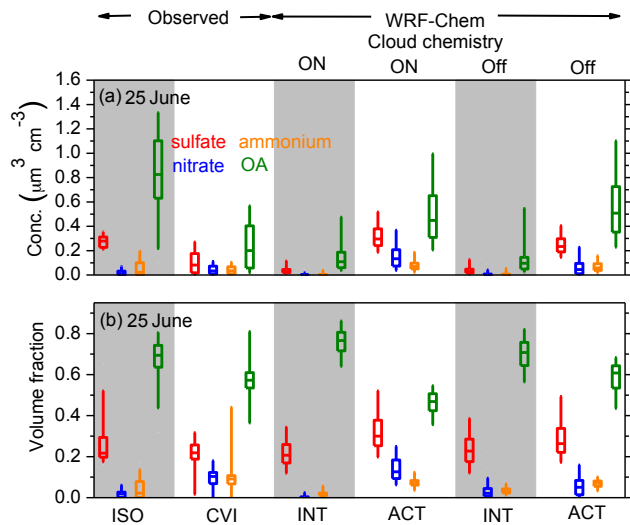 Observed
WRF-Chem
Cloud chemistry
ON ON Off Off
(a) 25 June
sulfate ammonium
nitrate OA
Conc. (μm³ cm⁻³)
1.6
1.4
1.2
1.0
0.8
0.6
0.4
0.2
0.0
(b) 25 June
Volume fraction
0.8
0.6
0.4
0.2
0.0
ISO CVI INT ACT INT ACT